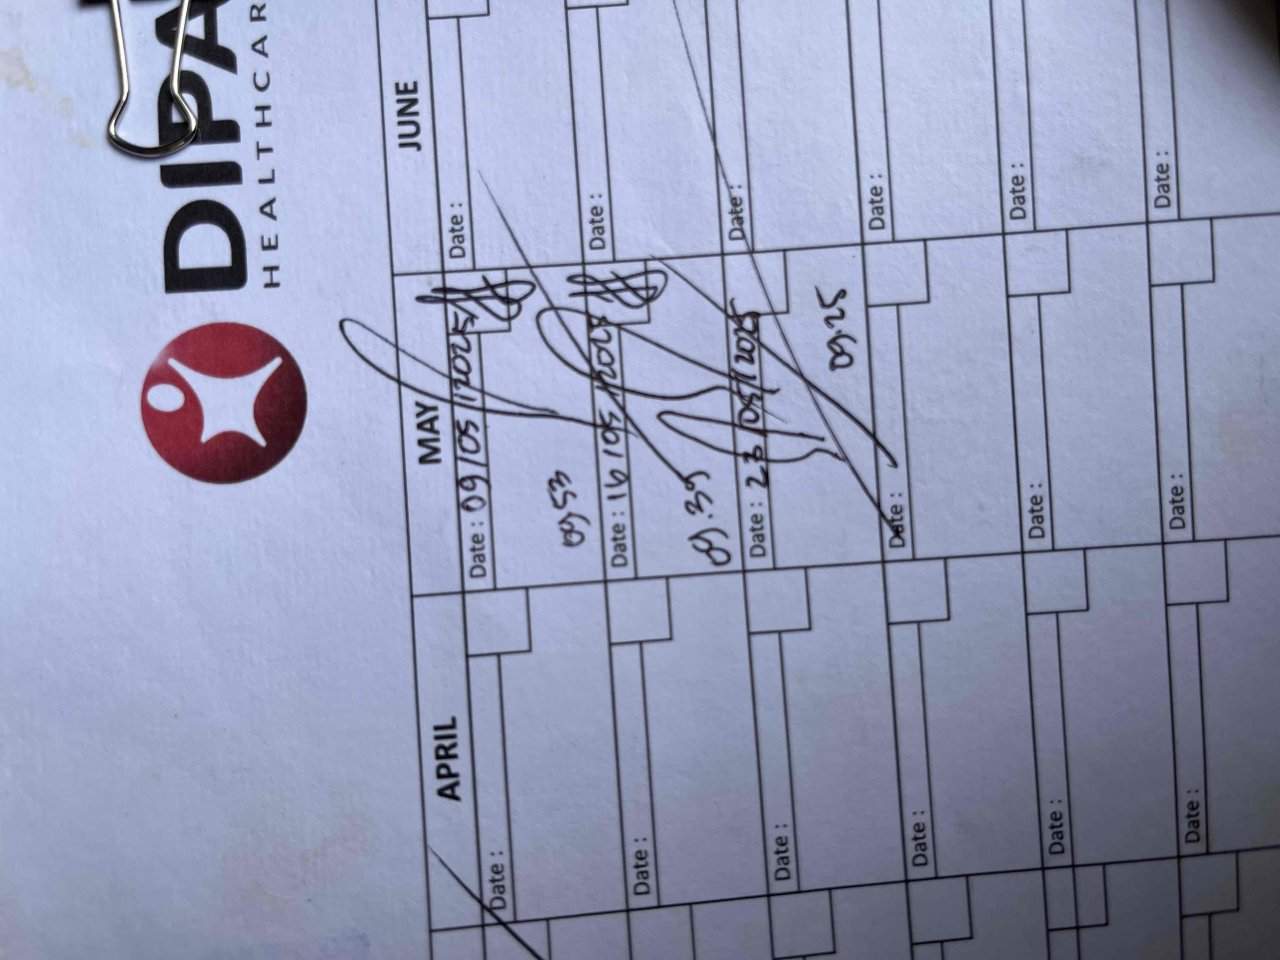 DIPA
HEALTHCAR
APRIL MAY JUNE
Date : Date : 09/05/2025 Date :
09.53
Date : Date : 16/05/2025 Date :
09.39
Date : Date : 23/05/2025 Date :
09.25
Date : Date : Date :
Date : Date : Date :
Date : Date : Date :